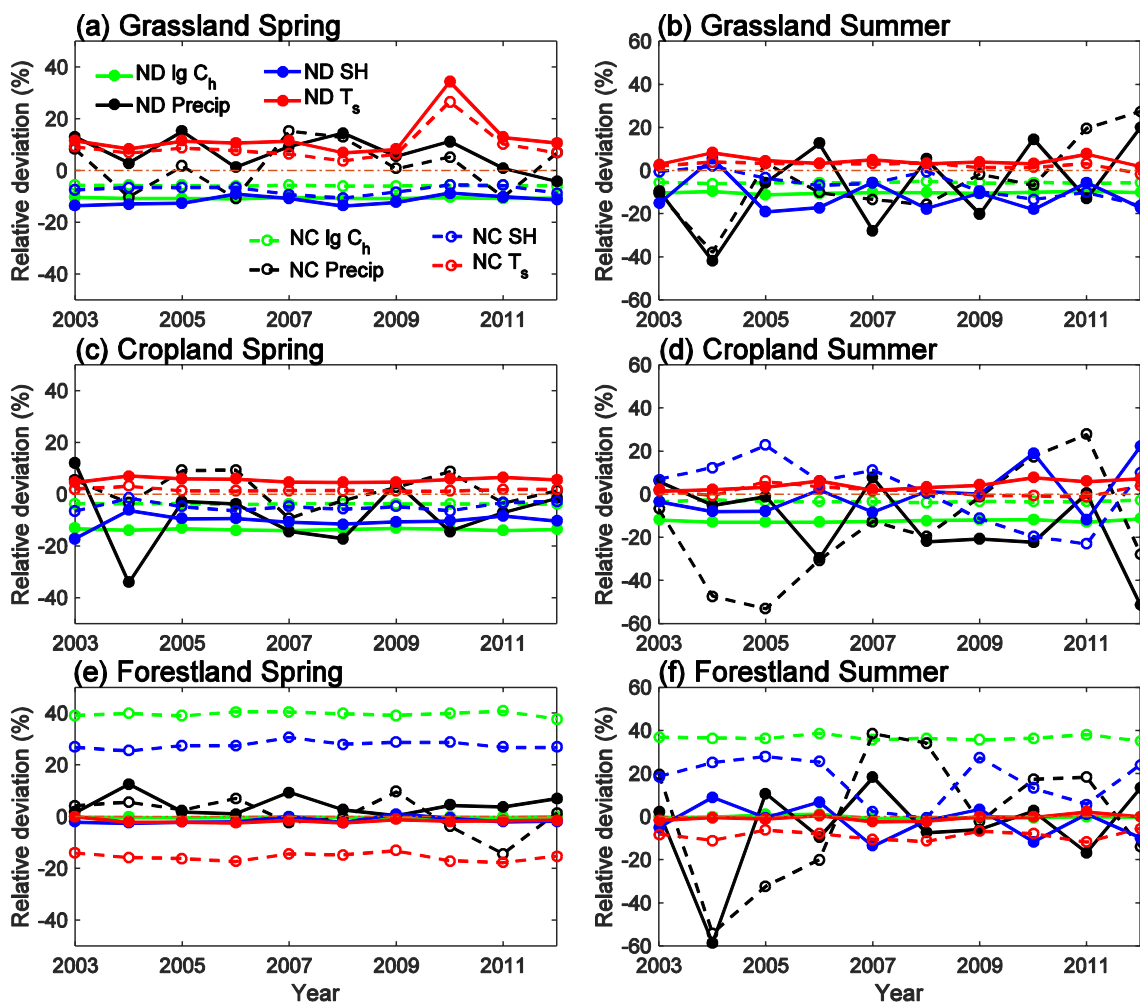 (a) Grassland Spring
(b) Grassland Summer
Relative deviation (%)
40
20
0
-20
-40
ND lg Ch
ND Precip
ND SH
ND Ts
NC lg Ch
NC Precip
NC SH
NC Ts
2003 2005 2007 2009 2011
Relative deviation (%)
60
40
20
0
-20
-40
-60
2003 2005 2007 2009 2011
(c) Cropland Spring
(d) Cropland Summer
Relative deviation (%)
40
20
0
-20
-40
2003 2005 2007 2009 2011
Relative deviation (%)
60
40
20
0
-20
-40
-60
2003 2005 2007 2009 2011
(e) Forestland Spring
(f) Forestland Summer
Relative deviation (%)
40
20
0
-20
-40
2003 2005 2007 2009 2011
Year
Relative deviation (%)
60
40
20
0
-20
-40
-60
2003 2005 2007 2009 2011
Year